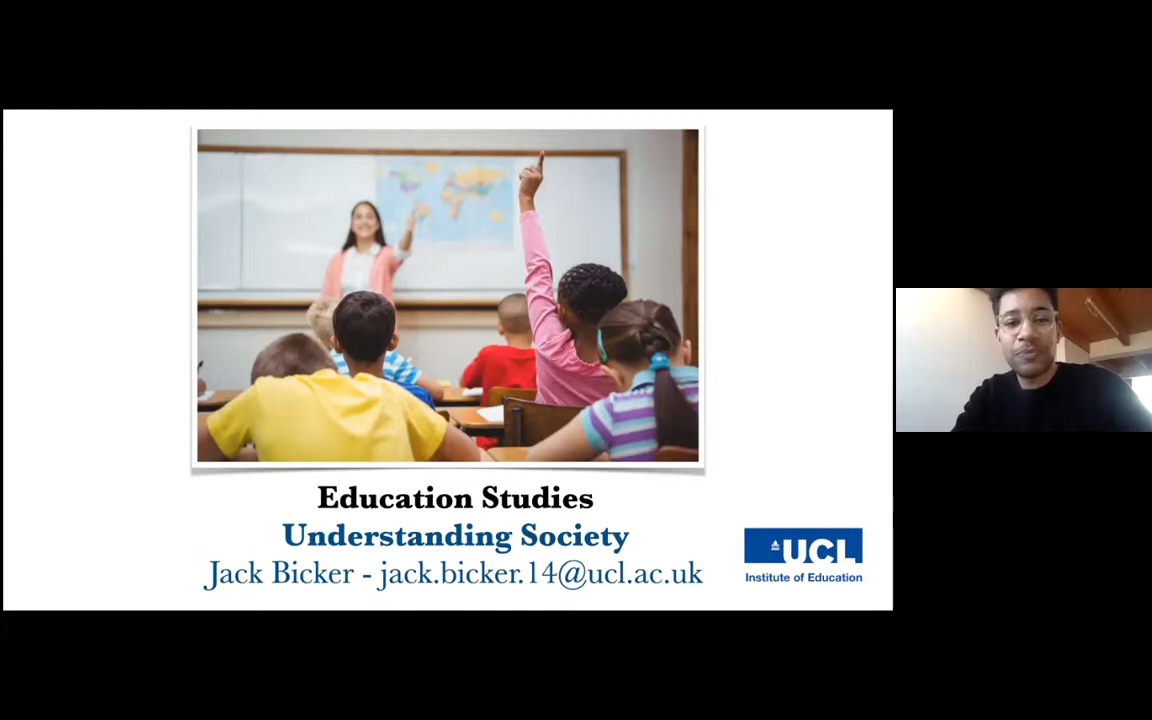 Education Studies
Understanding Society
Jack Bicker - jack.bicker.14@ucl.ac.uk
UCL
Institute of Education